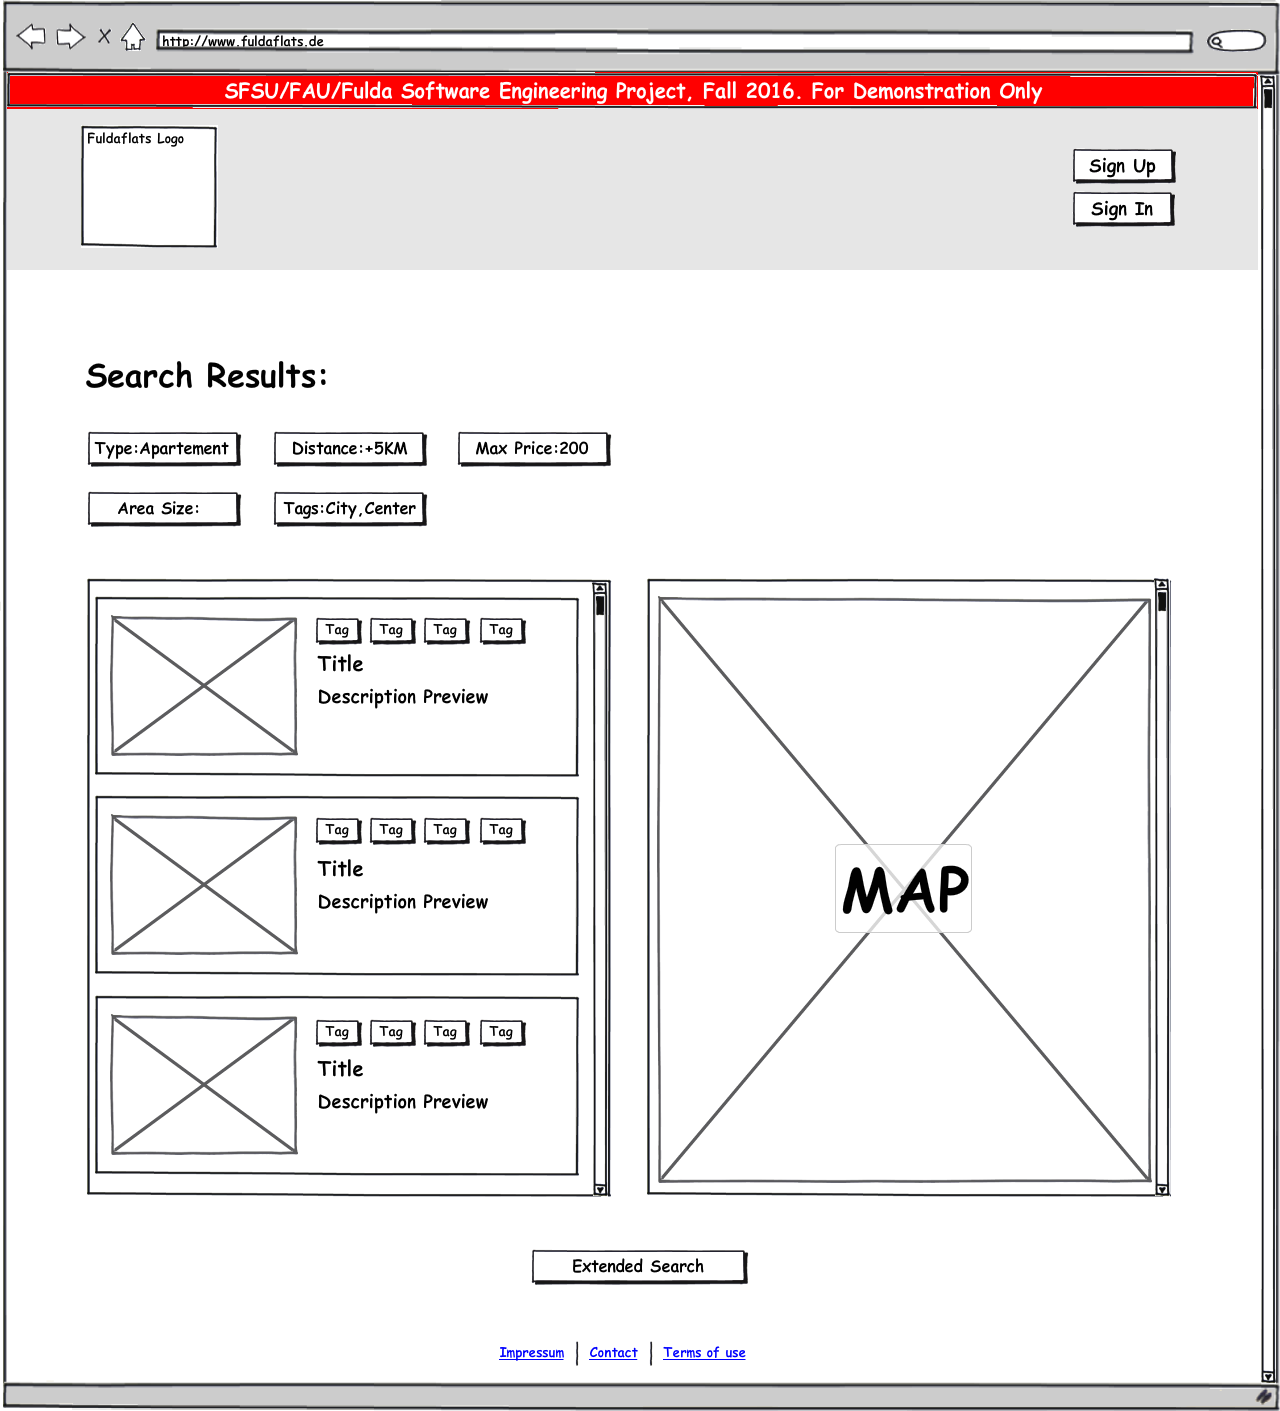 http://www.fuldaflats.de
SFSU/FAU/Fulda Software Engineering Project, Fall 2016. For Demonstration Only
Fuldaflats Logo
Sign Up
Sign In
Search Results:
Type:Apartement
Distance:+5KM
Max Price:200
Area Size:
Tags:City,Center
Tag Tag Tag Tag
Title
Description Preview
Tag Tag Tag Tag
Title
Description Preview
Tag Tag Tag Tag
Title
Description Preview
MAP
Extended Search
Impressum
Contact
Terms of use